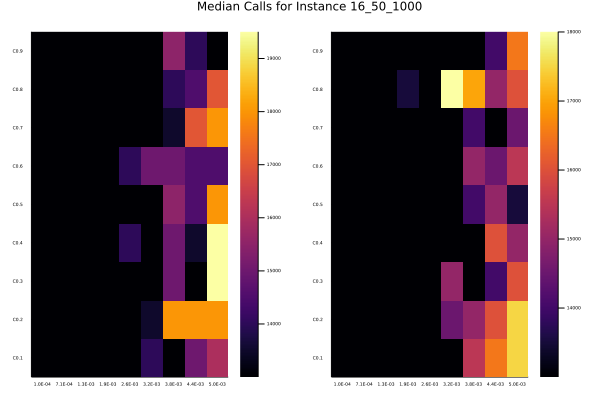 Median Calls for Instance 16_50_1000
C0.9
C0.8
C0.7
C0.6
C0.5
C0.4
C0.3
C0.2
C0.1
1.0E-04 7.1E-04 1.3E-03 1.9E-03 2.6E-03 3.2E-03 3.8E-03 4.4E-03 5.0E-03
19000
18000
17000
16000
15000
14000
C0.9
C0.8
C0.7
C0.6
C0.5
C0.4
C0.3
C0.2
C0.1
1.0E-04 7.1E-04 1.3E-03 1.9E-03 2.6E-03 3.2E-03 3.8E-03 4.4E-03 5.0E-03
18000
17000
16000
15000
14000